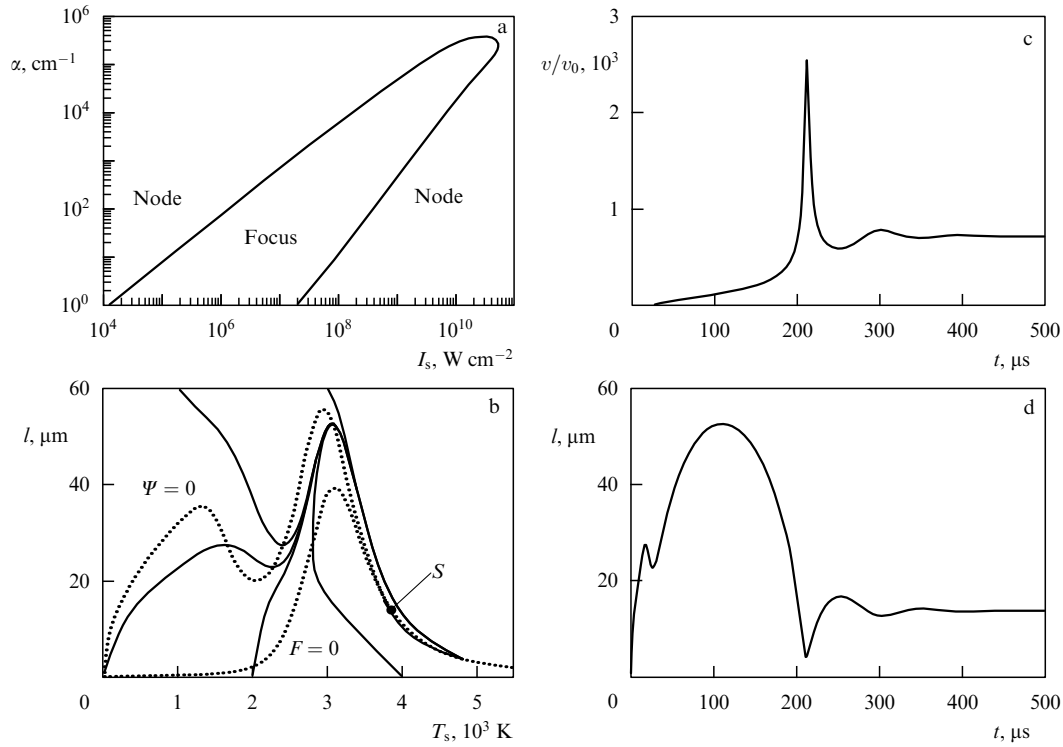 a
10⁶
α, cm⁻¹
10⁴
10²
10⁰
Node
Focus
Node
10⁴
10⁶
10⁸
10¹⁰
Iₛ, W cm⁻²
c
3
v/v₀, 10³
2
1
0
100
200
300
400
500
t, μs
b
60
l, μm
40
20
0
Ψ = 0
F = 0
S
1
2
3
4
5
Tₛ, 10³ K
d
60
l, μm
40
20
0
100
200
300
400
500
t, μs